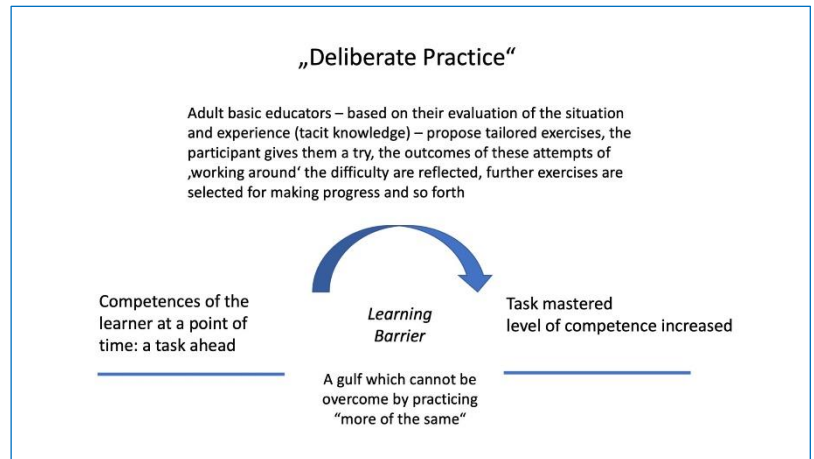 „Deliberate Practice“
Adult basic educators – based on their evaluation of the situation
and experience (tacit knowledge) – propose tailored exercises, the
participant gives them a try, the outcomes of these attempts of
‚working around‘ the difficulty are reflected, further exercises are
selected for making progress and so forth
Competences of the
learner at a point of
time: a task ahead
Learning
Barrier
Task mastered
level of competence increased
A gulf which cannot be
overcome by practicing
“more of the same“